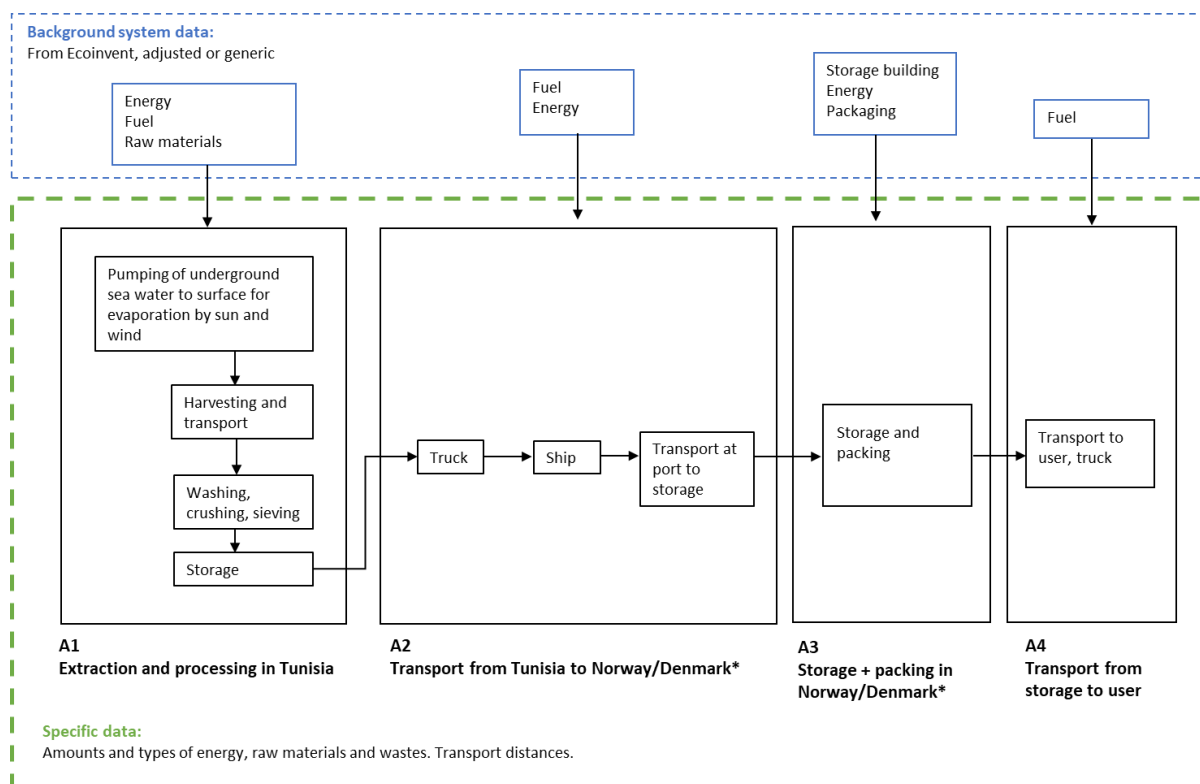 Background system data:
From Ecoinvent, adjusted or generic
Energy
Fuel
Raw materials
Fuel
Energy
Storage building
Energy
Packaging
Fuel
Pumping of underground
sea water to surface for
evaporation by sun and
wind
Harvesting and
transport
Washing,
crushing, sieving
Storage
Truck
Ship
Transport at
port to
storage
Storage and
packing
Transport to
user, truck
A1
Extraction and processing in Tunisia
A2
Transport from Tunisia to Norway/Denmark*
A3
Storage + packing in
Norway/Denmark*
A4
Transport from
storage to user
Specific data:
Amounts and types of energy, raw materials and wastes. Transport distances.